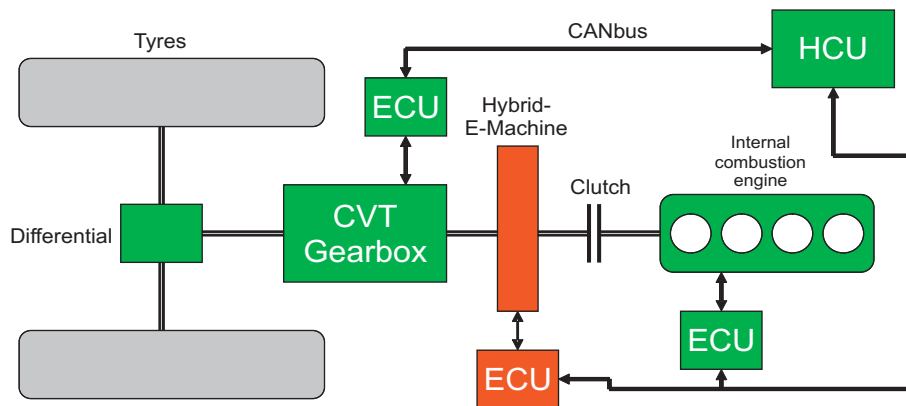 Tyres
CANbus
HCU
ECU
Hybrid-
E-Machine
Internal
combustion
engine
Clutch
CVT
Gearbox
Differential
ECU
ECU